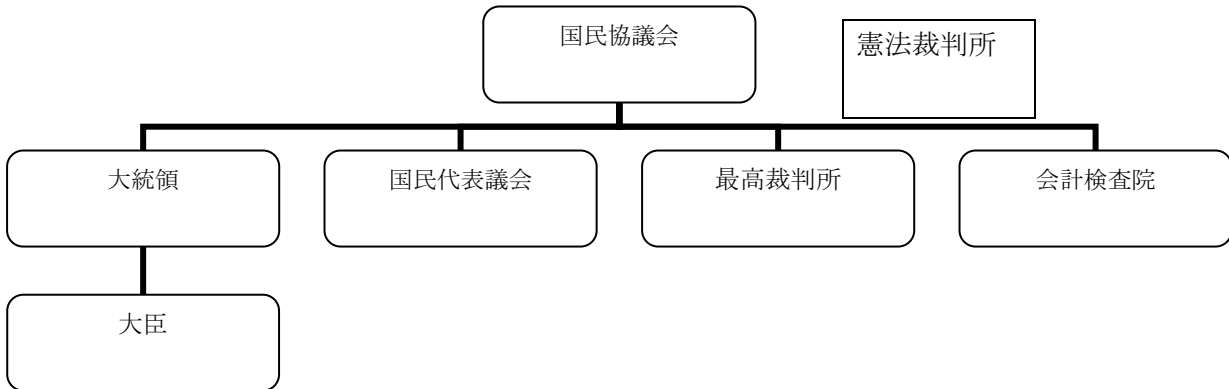 国民協議会
憲法裁判所
大統領
国民代表議会
最高裁判所
会計検査院
大臣